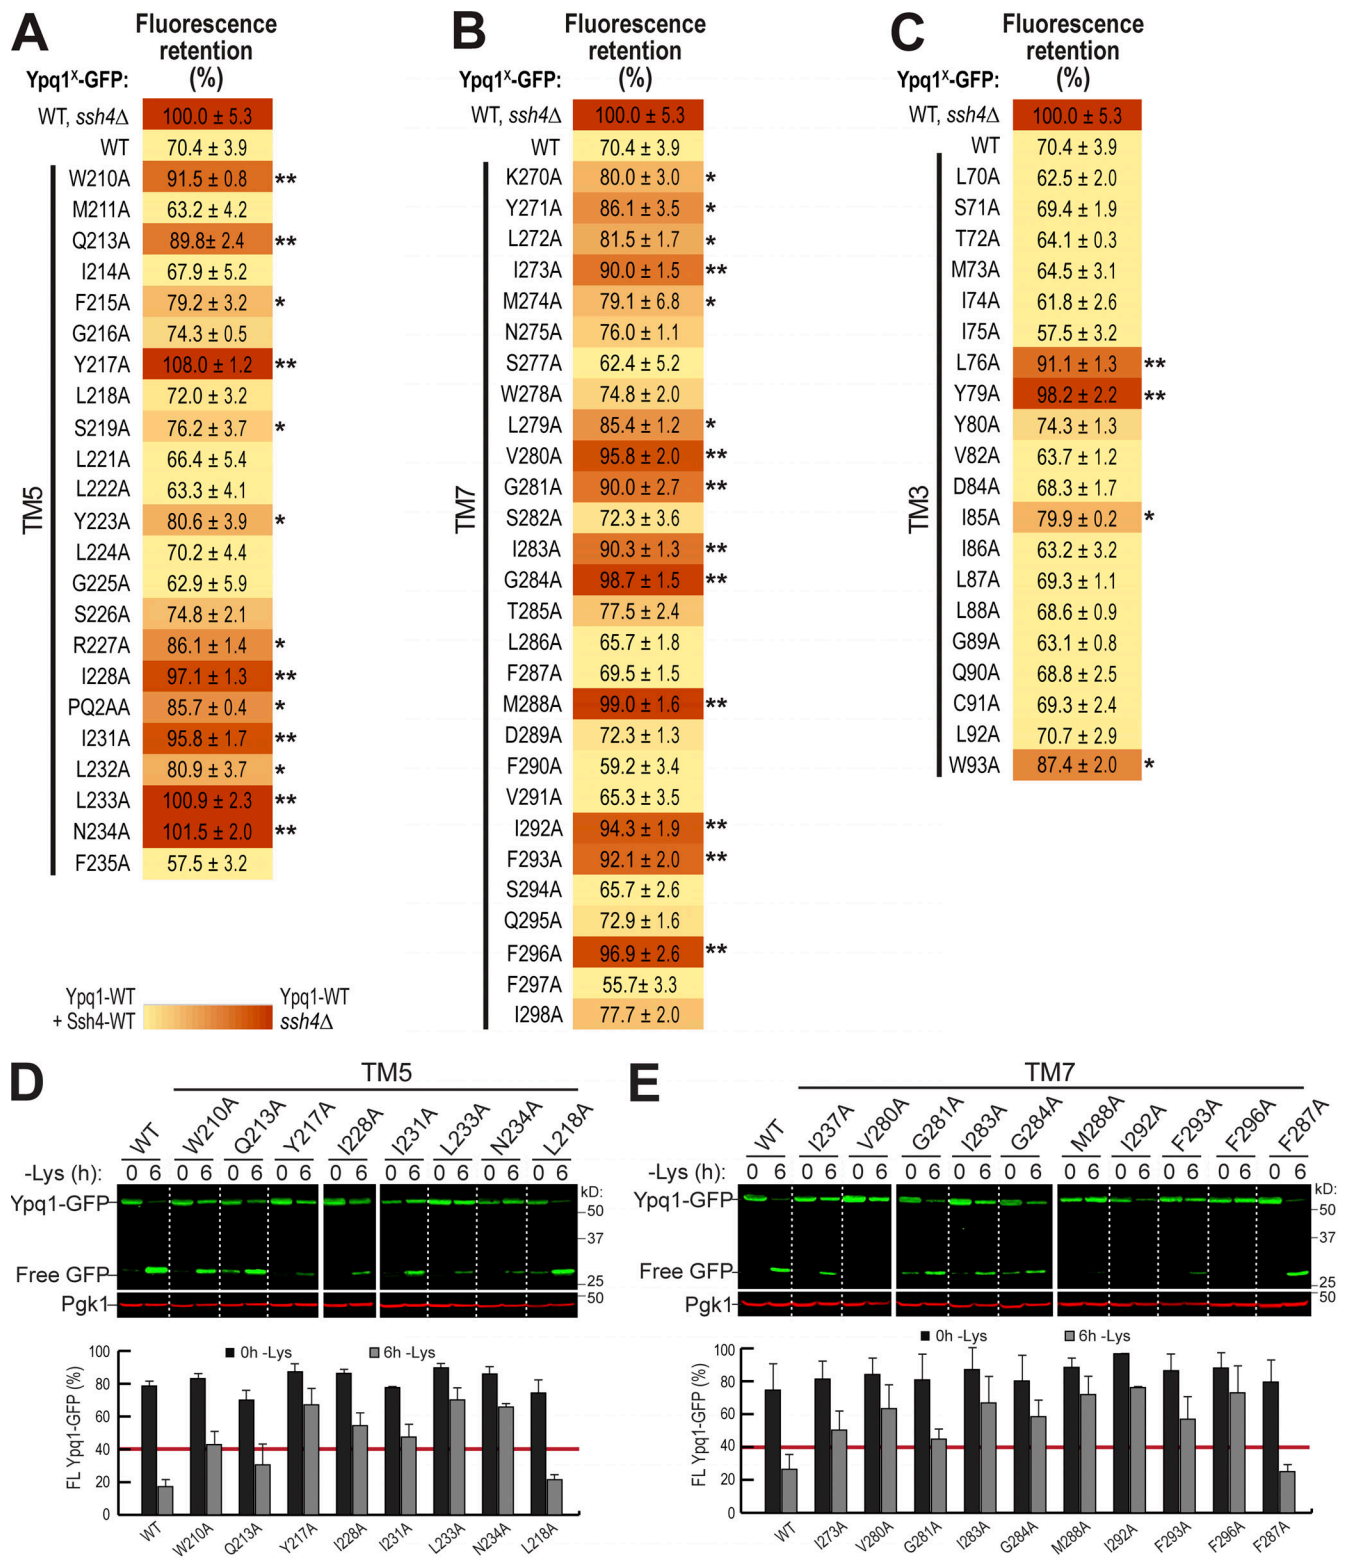 A
Fluorescence
retention
(%)
Ypq1ˣ-GFP:
WT, ssh4Δ 100.0 ± 5.3
WT 70.4 ± 3.9
TM5
W210A 91.5 ± 0.8 **
M211A 63.2 ± 4.2
Q213A 89.8± 2.4 **
I214A 67.9 ± 5.2
F215A 79.2 ± 3.2 *
G216A 74.3 ± 0.5
Y217A 108.0 ± 1.2 **
L218A 72.0 ± 3.2
S219A 76.2 ± 3.7 *
L221A 66.4 ± 5.4
L222A 63.3 ± 4.1
Y223A 80.6 ± 3.9 *
L224A 70.2 ± 4.4
G225A 62.9 ± 5.9
S226A 74.8 ± 2.1
R227A 86.1 ± 1.4 *
I228A 97.1 ± 1.3 **
PQ2AA 85.7 ± 0.4 *
I231A 95.8 ± 1.7 **
L232A 80.9 ± 3.7 *
L233A 100.9 ± 2.3 **
N234A 101.5 ± 2.0 **
F235A 57.5 ± 3.2
Ypq1-WT
+ Ssh4-WT
Ypq1-WT
ssh4Δ
B
Fluorescence
retention
(%)
Ypq1ˣ-GFP:
WT, ssh4Δ 100.0 ± 5.3
WT 70.4 ± 3.9
TM7
K270A 80.0 ± 3.0 *
Y271A 86.1 ± 3.5 *
L272A 81.5 ± 1.7 *
I273A 90.0 ± 1.5 **
M274A 79.1 ± 6.8 *
N275A 76.0 ± 1.1
S277A 62.4 ± 5.2
W278A 74.8 ± 2.0
L279A 85.4 ± 1.2 *
V280A 95.8 ± 2.0 **
G281A 90.0 ± 2.7 **
S282A 72.3 ± 3.6
I283A 90.3 ± 1.3 **
G284A 98.7 ± 1.5 **
T285A 77.5 ± 2.4
L286A 65.7 ± 1.8
F287A 69.5 ± 1.5
M288A 99.0 ± 1.6 **
D289A 72.3 ± 1.3
F290A 59.2 ± 3.4
V291A 65.3 ± 3.5
I292A 94.3 ± 1.9 **
F293A 92.1 ± 2.0 **
S294A 65.7 ± 2.6
Q295A 72.9 ± 1.6
F296A 96.9 ± 2.6 **
F297A 55.7± 3.3
I298A 77.7 ± 2.0
C
Fluorescence
retention
(%)
Ypq1ˣ-GFP:
WT, ssh4Δ 100.0 ± 5.3
WT 70.4 ± 3.9
TM3
L70A 62.5 ± 2.0
S71A 69.4 ± 1.9
T72A 64.1 ± 0.3
M73A 64.5 ± 3.1
I74A 61.8 ± 2.6
I75A 57.5 ± 3.2
L76A 91.1 ± 1.3 **
Y79A 98.2 ± 2.2 **
Y80A 74.3 ± 1.3
V82A 63.7 ± 1.2
D84A 68.3 ± 1.7
I85A 79.9 ± 0.2 *
I86A 63.2 ± 3.2
L87A 69.3 ± 1.1
L88A 68.6 ± 0.9
G89A 63.1 ± 0.8
Q90A 68.8 ± 2.5
C91A 69.3 ± 2.4
L92A 70.7 ± 2.9
W93A 87.4 ± 2.0 *
D
TM5
WT W210A Q213A Y217A I228A I231A L233A N234A L218A
-Lys (h): 0 6 0 6 0 6 0 6 0 6 0 6 0 6 0 6 0 6
kD:
Ypq1-GFP
50
37
Free GFP
25
50
Pgk1
0h -Lys 6h -Lys
FL Ypq1-GFP (%)
100
80
60
40
20
0
WT W210A Q213A Y217A I228A I231A L233A N234A L218A
E
TM7
WT I237A V280A G281A I283A G284A M288A I292A F293A F296A F287A
-Lys (h): 0 6 0 6 0 6 0 6 0 6 0 6 0 6 0 6 0 6 0 6 0 6
kD:
Ypq1-GFP
50
37
Free GFP
25
50
Pgk1
0h -Lys 6h -Lys
FL Ypq1-GFP (%)
100
80
60
40
20
0
WT I273A V280A G281A I283A G284A M288A I292A F293A F296A F287A